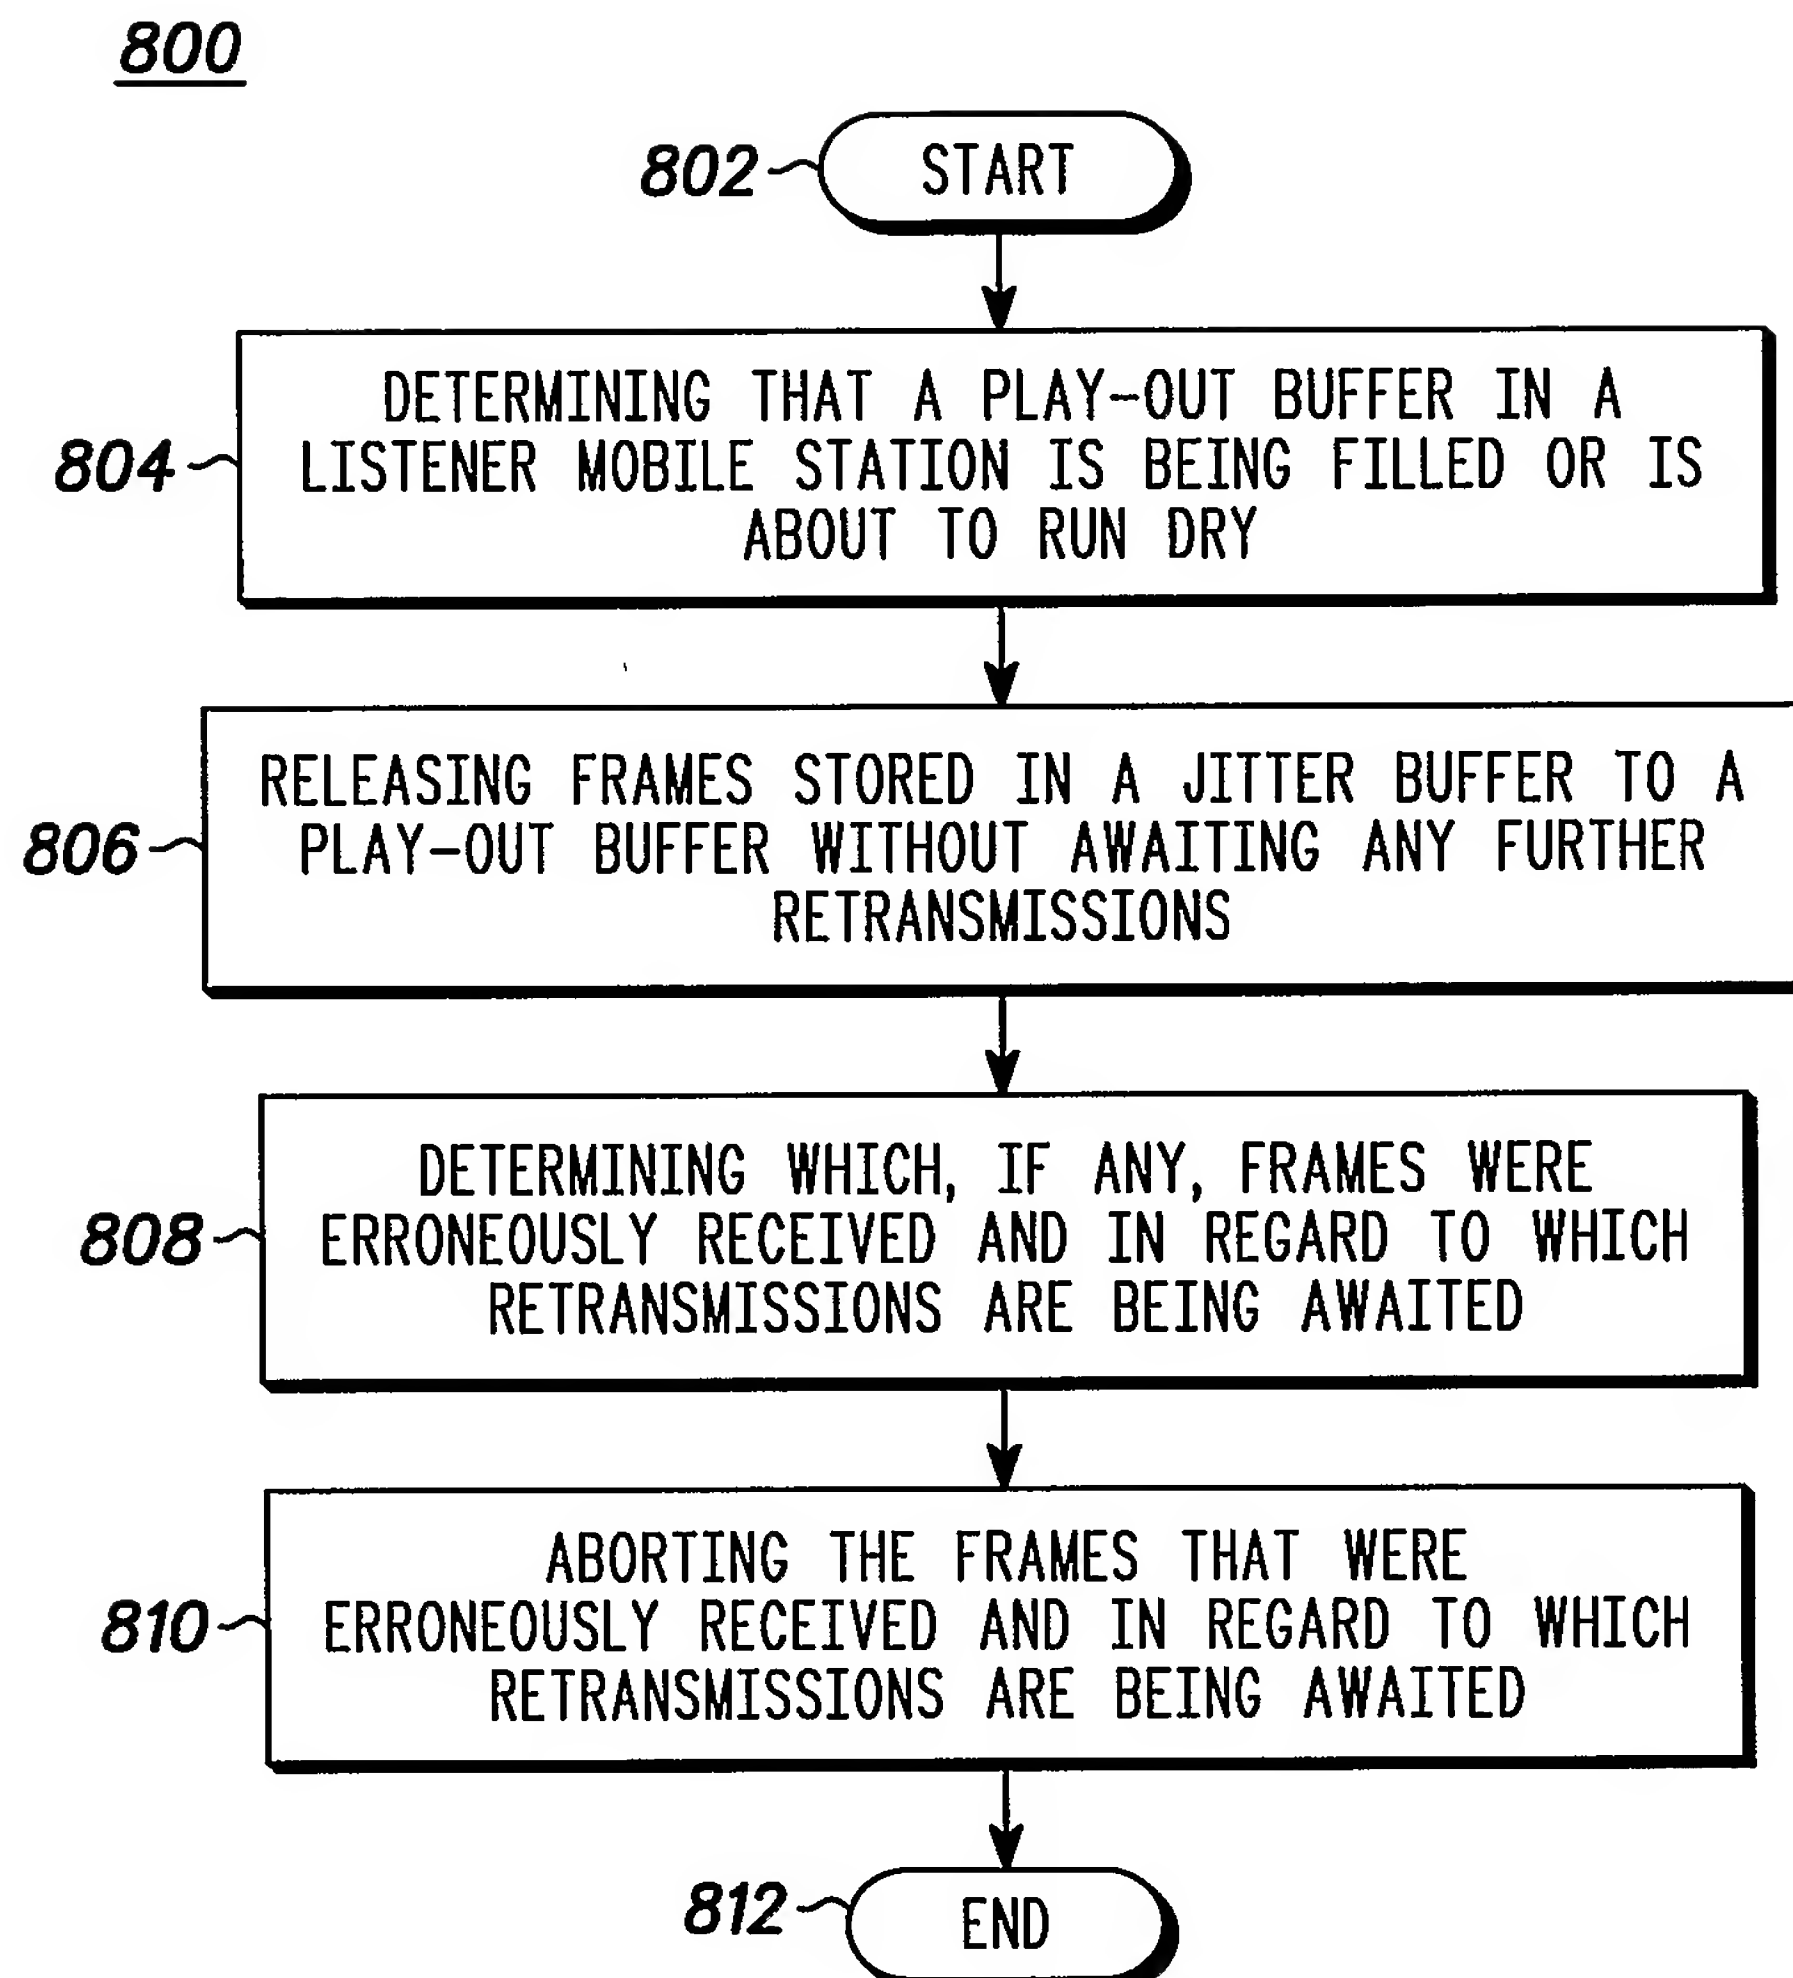 800
802
START
804
DETERMINING THAT A PLAY-OUT BUFFER IN A
LISTENER MOBILE STATION IS BEING FILLED OR IS
ABOUT TO RUN DRY
806
RELEASING FRAMES STORED IN A JITTER BUFFER TO A
PLAY-OUT BUFFER WITHOUT AWAITING ANY FURTHER
RETRANSMISSIONS
808
DETERMINING WHICH, IF ANY, FRAMES WERE
ERRONEOUSLY RECEIVED AND IN REGARD TO WHICH
RETRANSMISSIONS ARE BEING AWAITED
810
ABORTING THE FRAMES THAT WERE
ERRONEOUSLY RECEIVED AND IN REGARD TO WHICH
RETRANSMISSIONS ARE BEING AWAITED
812
END